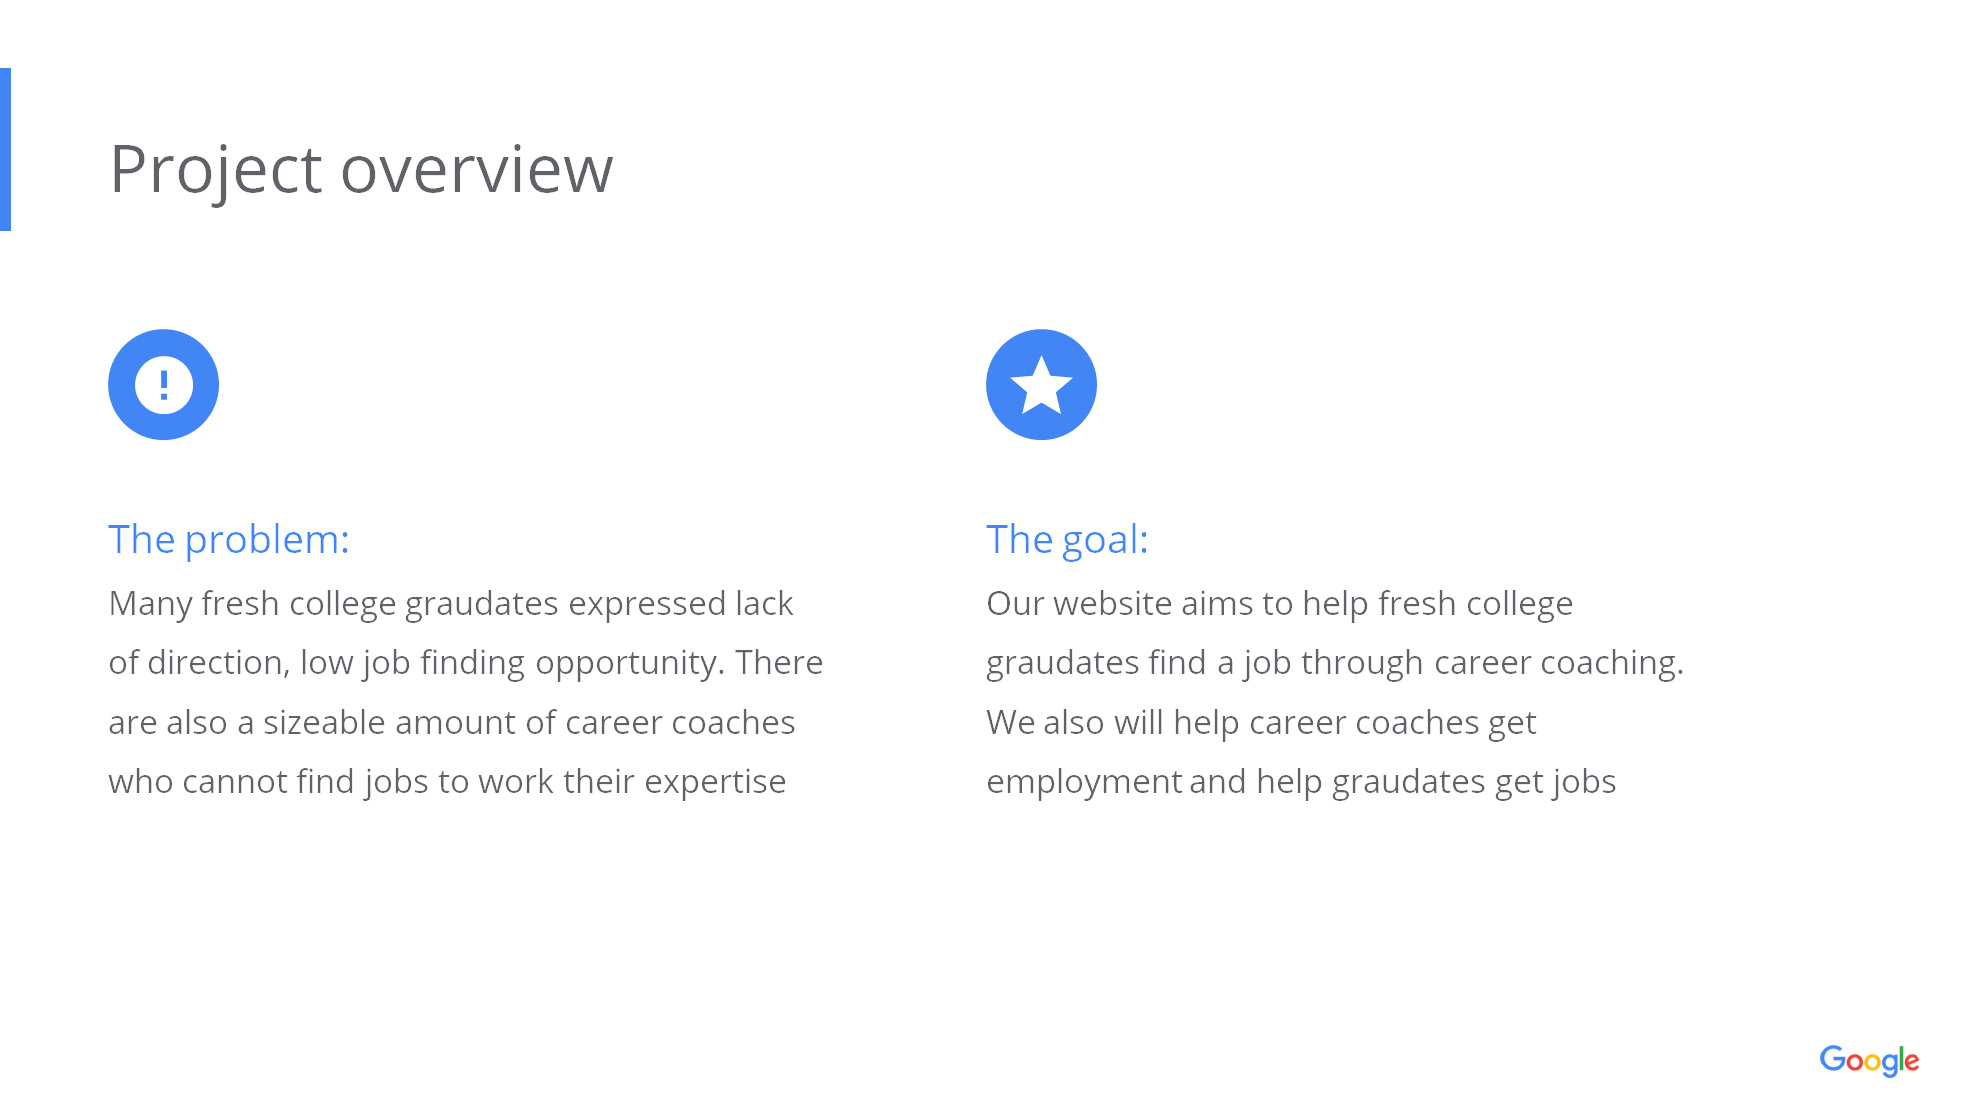 Project overview
The problem:
Many fresh college graudates expressed lack
of direction, low job finding opportunity. There
are also a sizeable amount of career coaches
who cannot find jobs to work their expertise
The goal:
Our website aims to help fresh college
graudates find a job through career coaching.
We also will help career coaches get
employment and help graudates get jobs
Google